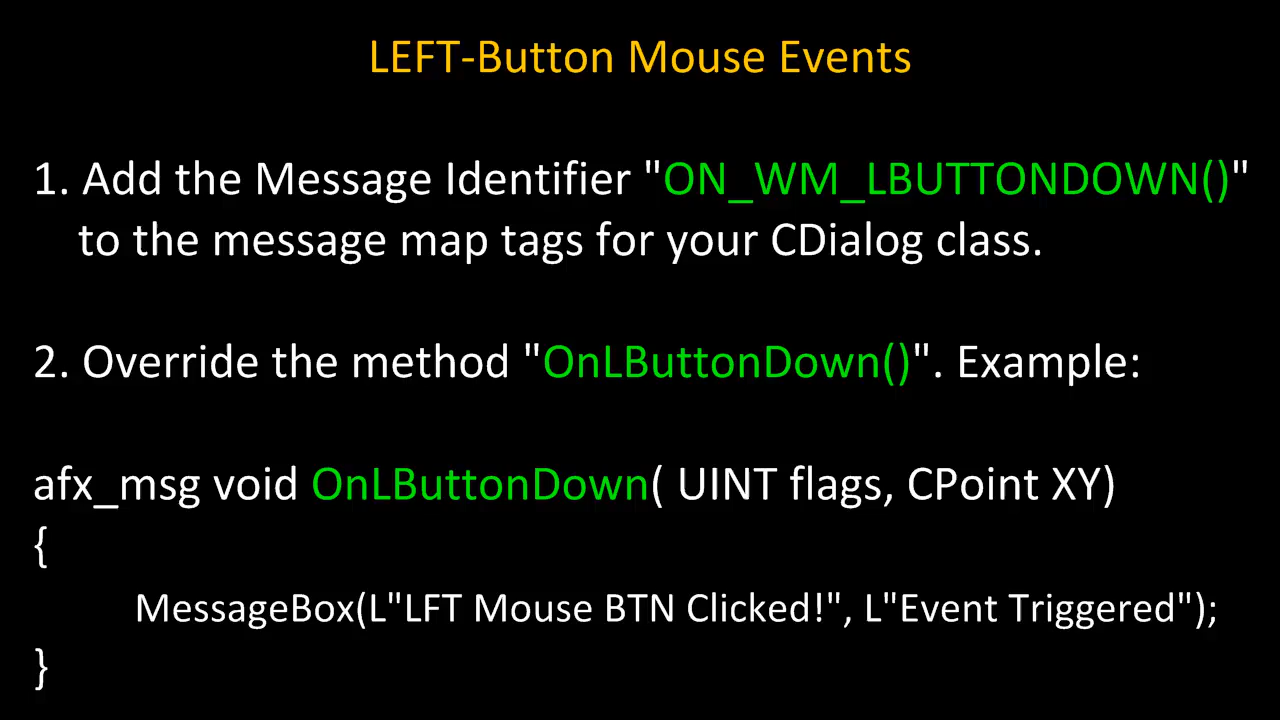 LEFT-Button Mouse Events
1. Add the Message Identifier "ON_WM_LBUTTONDOWN()"
to the message map tags for your CDialog class.
2. Override the method "OnLButtonDown()". Example:
afx_msg void OnLButtonDown( UINT flags, CPoint XY)
{
MessageBox(L"LFT Mouse BTN Clicked!", L"Event Triggered");
}